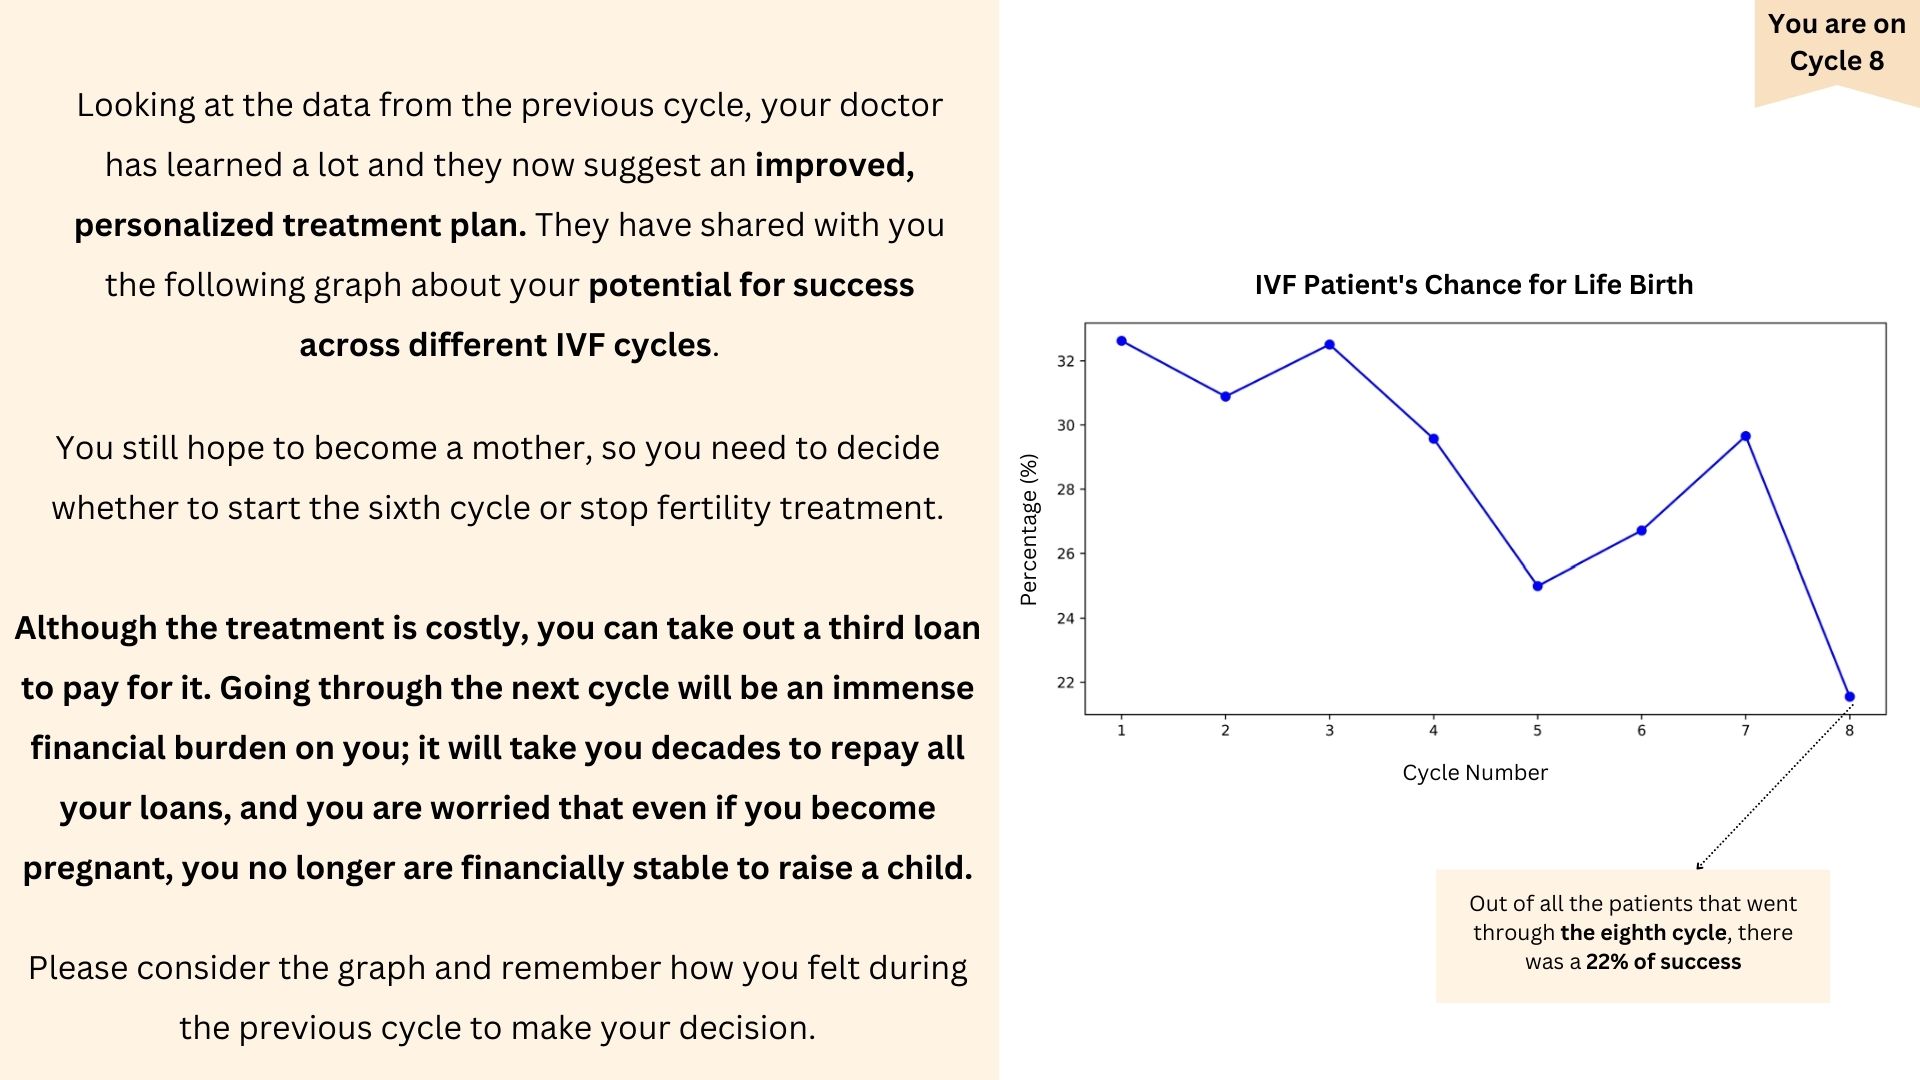 You are on
Cycle 8
Looking at the data from the previous cycle, your doctor
has learned a lot and they now suggest an improved,
personalized treatment plan. They have shared with you
the following graph about your potential for success
across different IVF cycles.
You still hope to become a mother, so you need to decide
whether to start the sixth cycle or stop fertility treatment.
Although the treatment is costly, you can take out a third loan
to pay for it. Going through the next cycle will be an immense
financial burden on you; it will take you decades to repay all
your loans, and you are worried that even if you become
pregnant, you no longer are financially stable to raise a child.
Please consider the graph and remember how you felt during
the previous cycle to make your decision.
IVF Patient's Chance for Life Birth
Percentage (%)
32
30
28
26
24
22
1 2 3 4 5 6 7 8
Cycle Number
Out of all the patients that went
through the eighth cycle, there
was a 22% of success